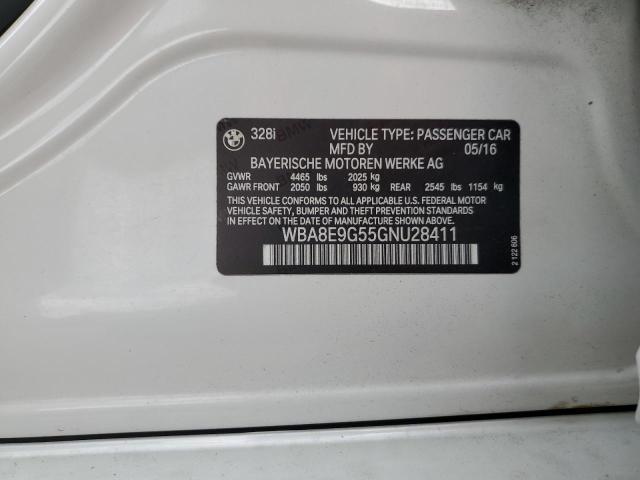 BMW
328i VEHICLE TYPE: PASSENGER CAR
MFD BY 05/16
BAYERISCHE MOTOREN WERKE AG
GVWR 4465 lbs 2025 kg
GAWR FRONT 2050 lbs 930 kg REAR 2545 lbs 1154 kg
THIS VEHICLE CONFORMS TO ALL APPLICABLE U.S. FEDERAL MOTOR
VEHICLE SAFETY, BUMPER AND THEFT PREVENTION STANDARDS
IN EFFECT ON THE DATE OF MANUFACTURE SHOWN ABOVE.
WBA8E9G55GNU28411
2 122 606